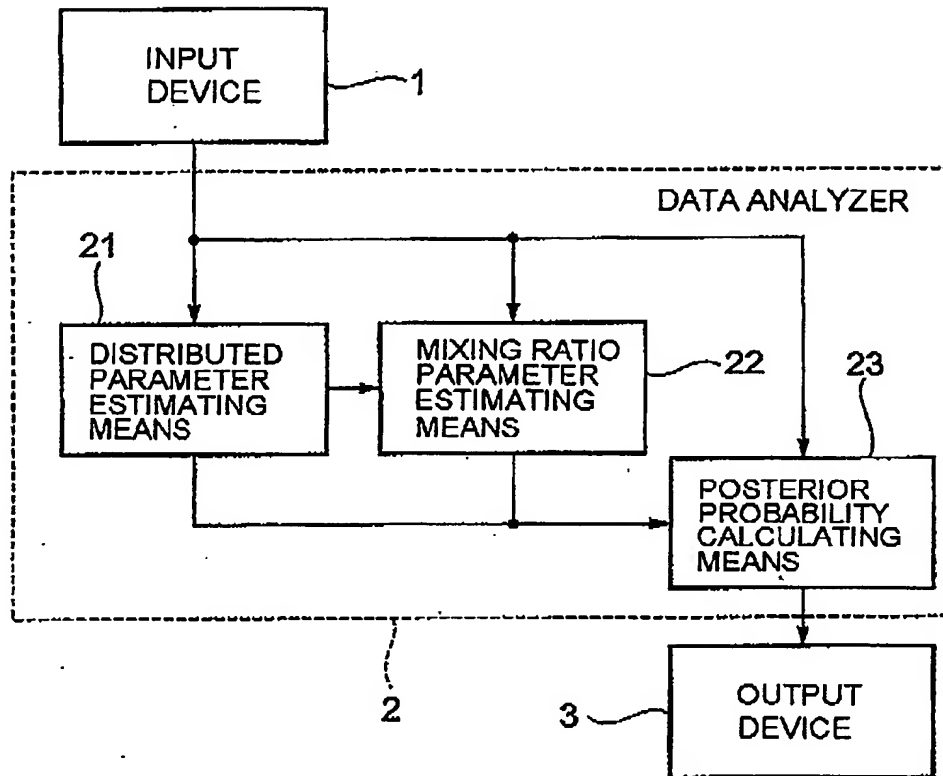 INPUT
DEVICE
1
DATA ANALYZER
21
DISTRIBUTED
PARAMETER
ESTIMATING
MEANS
MIXING RATIO
PARAMETER
ESTIMATING
MEANS
22
23
POSTERIOR
PROBABILITY
CALCULATING
MEANS
2
3
OUTPUT
DEVICE